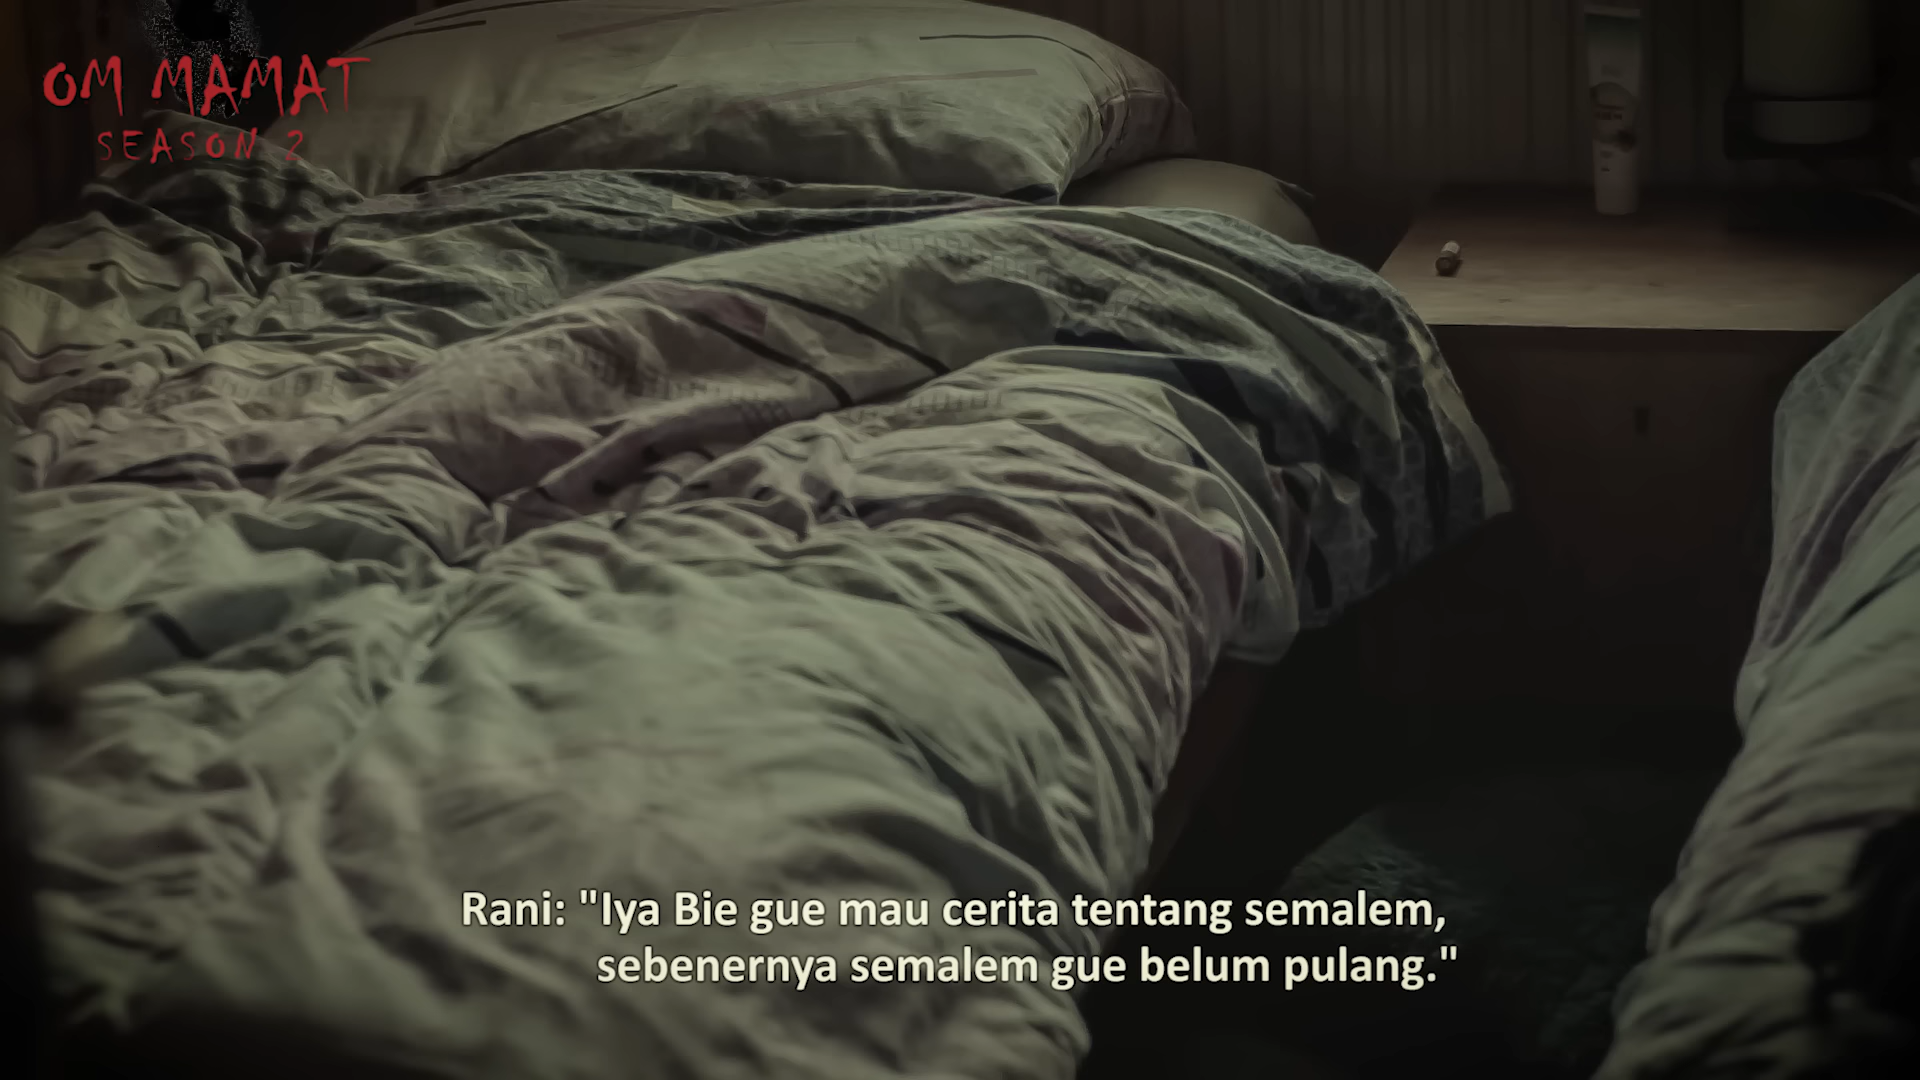 OM MAMAT
SEASON 2
Rani: "Iya Bie gue mau cerita tentang semalem,
sebenernya semalem gue belum pulang."